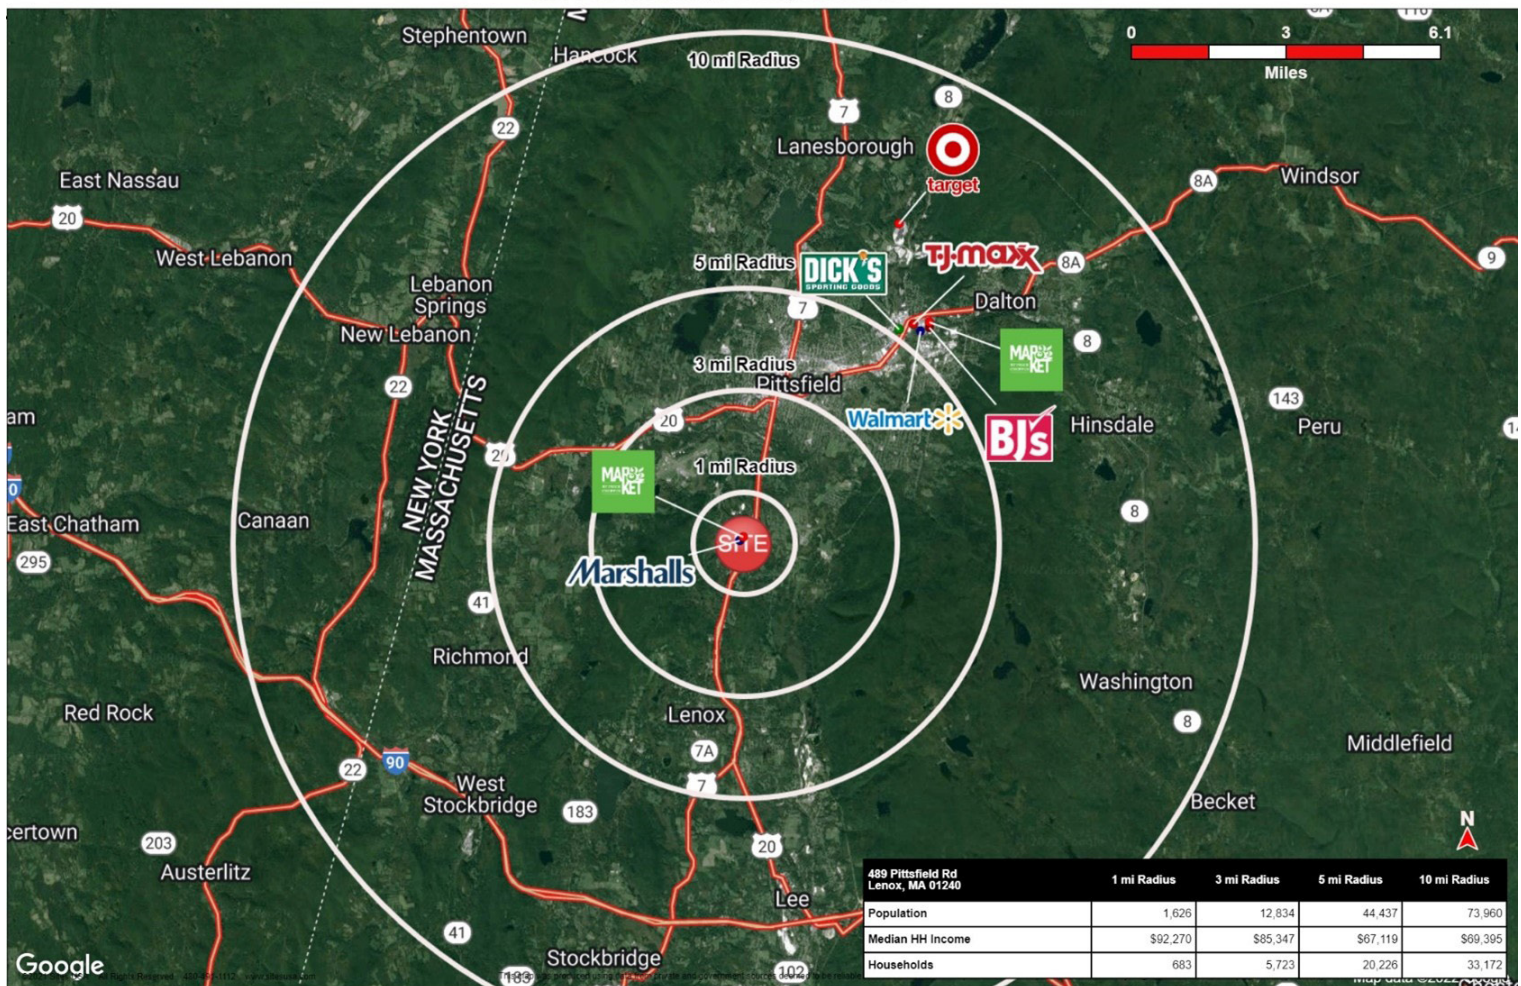 Stephentown
Hancock
10 mi Radius
0 3 6.1
Miles
8
7
22
Lanesborough
target
East Nassau
8A
Windsor
20
West Lebanon
5 mi Radius
DICK'S
SPORTING GOODS
T.J.maxx
8A
9
Lebanon
Springs
Dalton
7
New Lebanon
MAR
KET
8
3 mi Radius
Pittsfield
22
143
20
Walmart
BJ's
Hinsdale
Peru
NEW YORK
MASSACHUSETTS
20
1 mi Radius
MAR
KET
East Chatham
Canaan
8
295
SITE
Marshalls
41
Richmond
Washington
Red Rock
Lenox
8
7A
Middlefield
90
22
7
West
Stockbridge
183
Becket
N
203
20
Austerlitz
Lee
41
Stockbridge
183
102
Google
489 Pittsfield Rd
Lenox, MA 01240 1 mi Radius 3 mi Radius 5 mi Radius 10 mi Radius
Population 1,626 12,834 44,437 73,960
Median HH Income $92,270 $85,347 $67,119 $69,395
Households 683 5,723 20,226 33,172